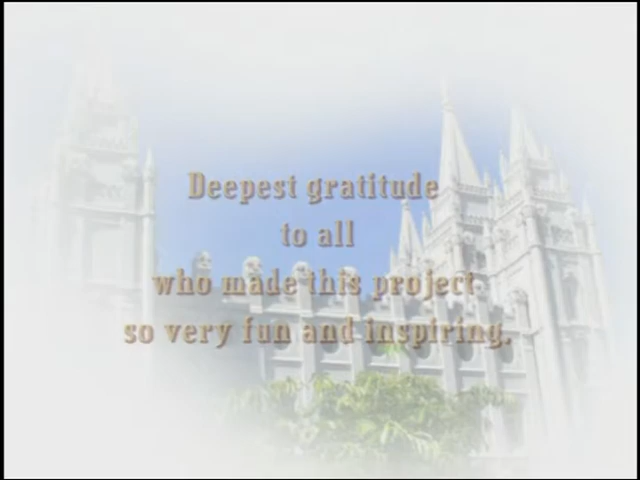 Deepest gratitude
to all
who made this project
so very fun and inspiring.